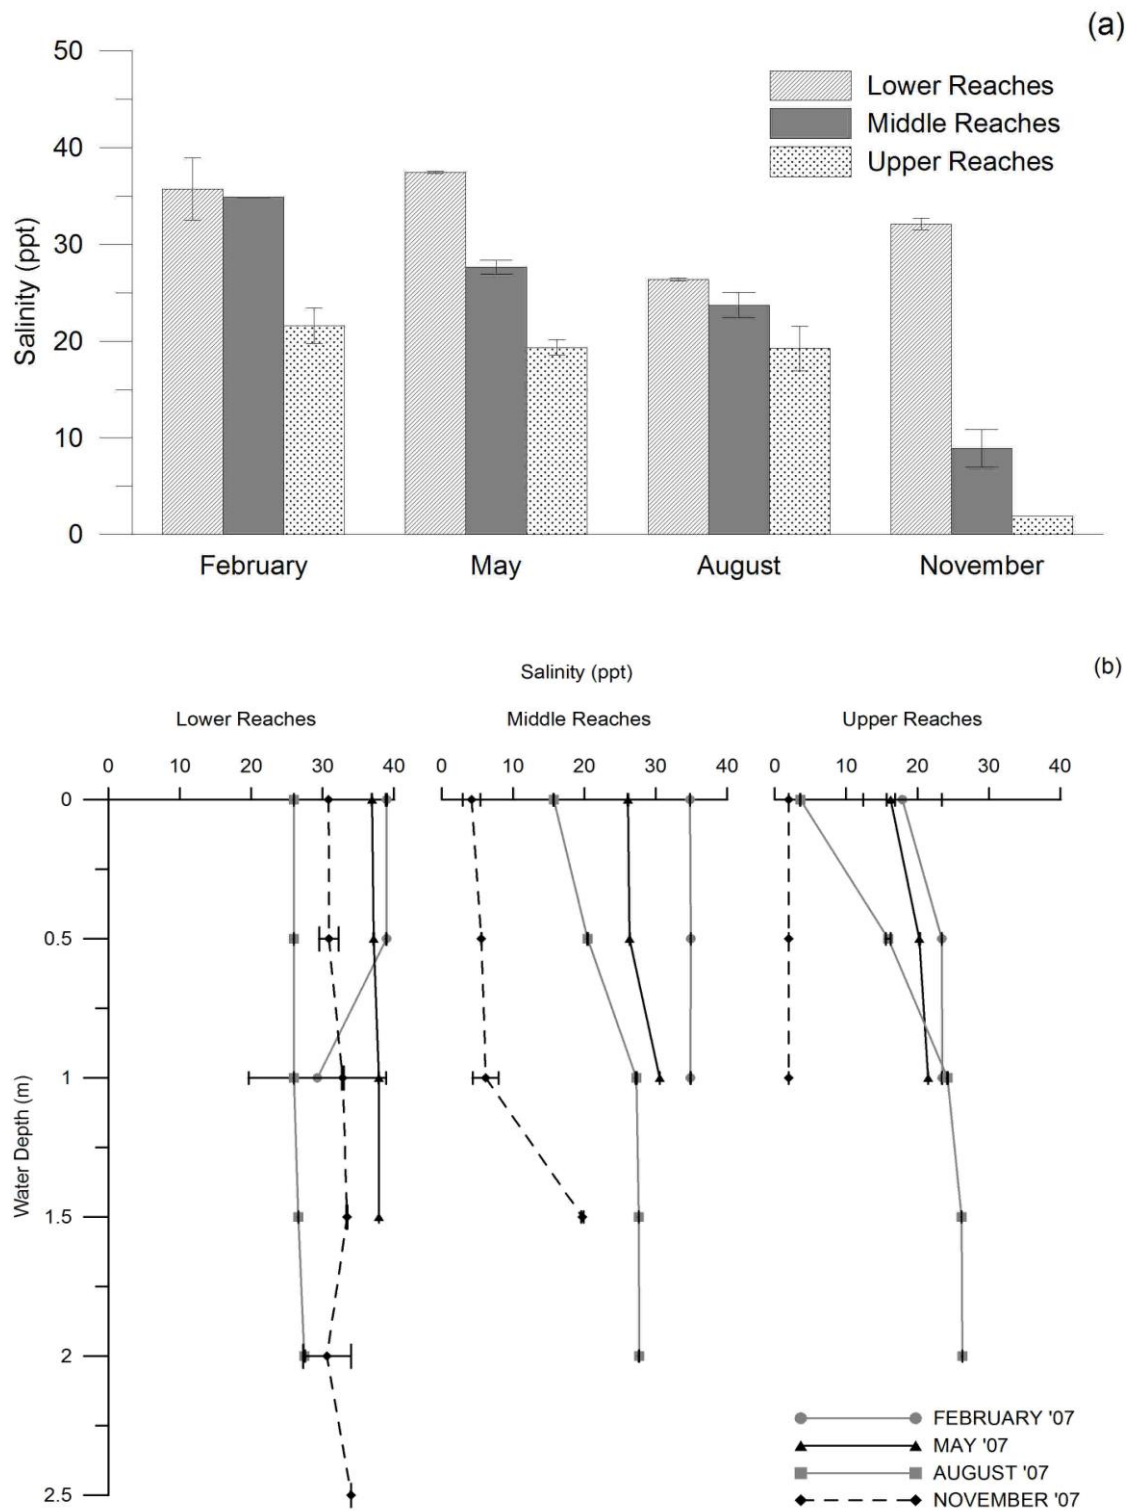 (a)
50
40
30
20
10
0
Salinity (ppt)
Lower Reaches
Middle Reaches
Upper Reaches
February May August November
Salinity (ppt)
(b)
Lower Reaches Middle Reaches Upper Reaches
0 10 20 30 40 0 10 20 30 40 0 10 20 30 40
0
0.5
1
1.5
2
2.5
Water Depth (m)
FEBRUARY '07
MAY '07
AUGUST '07
NOVEMBER '07